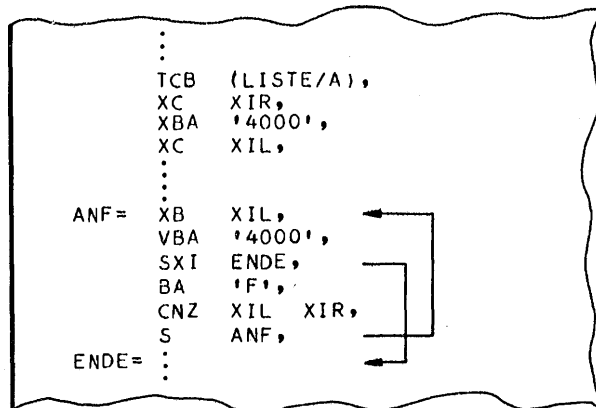 TCB (LISTE/A),
XC XIR,
XBA '4000',
XC XIL,
ANF= XB XIL,
VBA '4000',
SXI ENDE,
BA 'F',
CNZ XIL XIR,
S ANF,
ENDE=